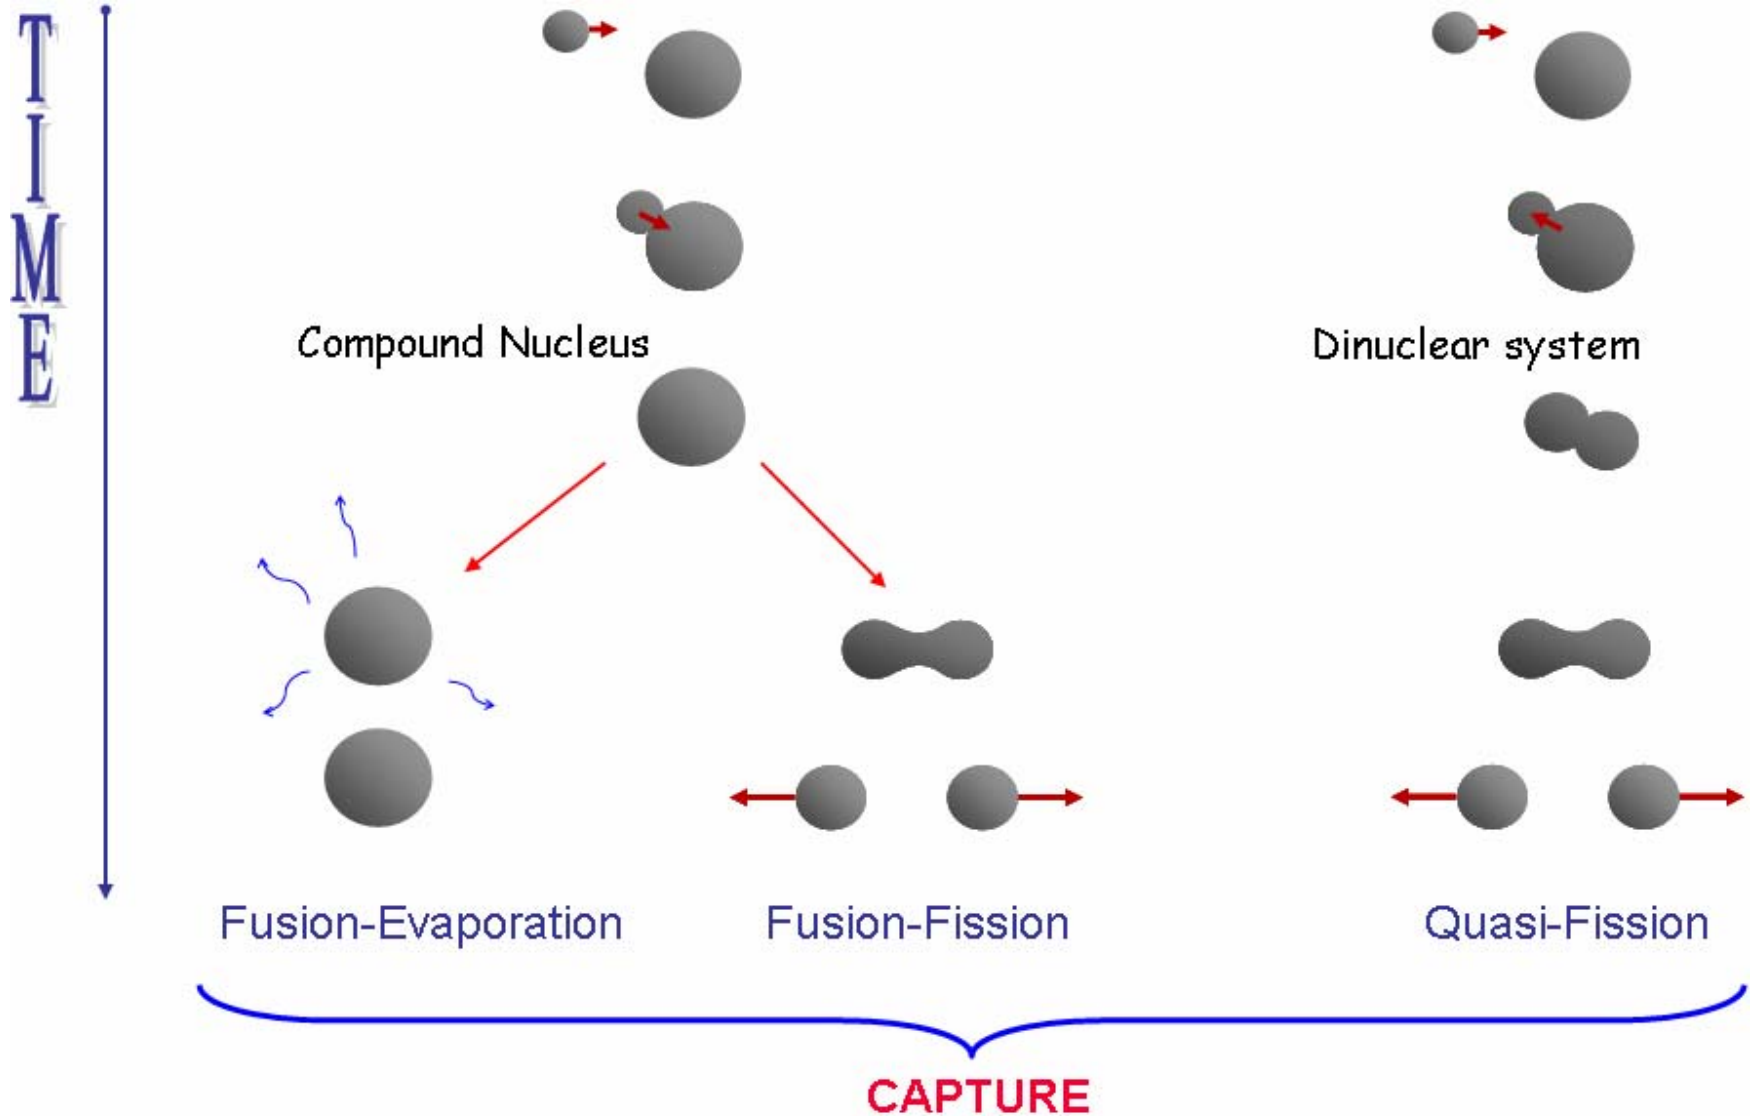 TIME
Compound Nucleus
Dinuclear system
Fusion-Evaporation
Fusion-Fission
Quasi-Fission
CAPTURE